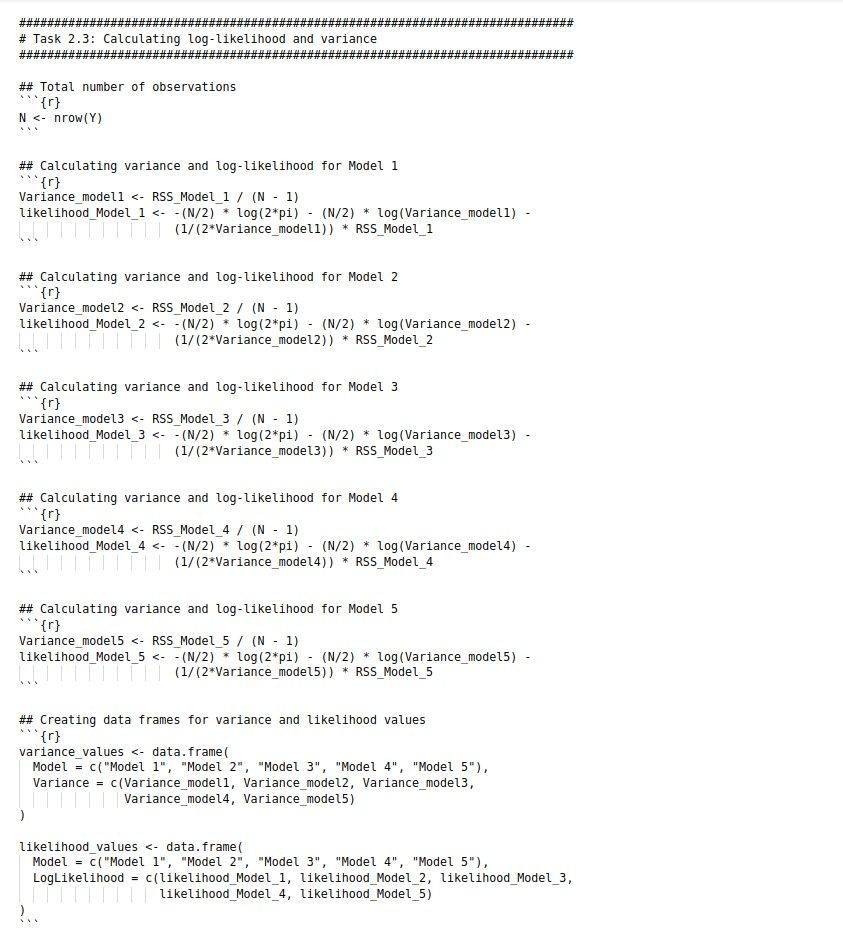 ###############################################################################
# Task 2.3: Calculating log-likelihood and variance
###############################################################################
## Total number of observations
```{r}
N <- nrow(Y)
```
## Calculating variance and log-likelihood for Model 1
```{r}
Variance_model1 <- RSS_Model_1 / (N - 1)
likelihood_Model_1 <- -(N/2) * log(2*pi) - (N/2) * log(Variance_model1) -
                      (1/(2*Variance_model1)) * RSS_Model_1
```
## Calculating variance and log-likelihood for Model 2
```{r}
Variance_model2 <- RSS_Model_2 / (N - 1)
likelihood_Model_2 <- -(N/2) * log(2*pi) - (N/2) * log(Variance_model2) -
                      (1/(2*Variance_model2)) * RSS_Model_2
```
## Calculating variance and log-likelihood for Model 3
```{r}
Variance_model3 <- RSS_Model_3 / (N - 1)
likelihood_Model_3 <- -(N/2) * log(2*pi) - (N/2) * log(Variance_model3) -
                      (1/(2*Variance_model3)) * RSS_Model_3
```
## Calculating variance and log-likelihood for Model 4
```{r}
Variance_model4 <- RSS_Model_4 / (N - 1)
likelihood_Model_4 <- -(N/2) * log(2*pi) - (N/2) * log(Variance_model4) -
                      (1/(2*Variance_model4)) * RSS_Model_4
```
## Calculating variance and log-likelihood for Model 5
```{r}
Variance_model5 <- RSS_Model_5 / (N - 1)
likelihood_Model_5 <- -(N/2) * log(2*pi) - (N/2) * log(Variance_model5) -
                      (1/(2*Variance_model5)) * RSS_Model_5
```
## Creating data frames for variance and likelihood values
```{r}
variance_values <- data.frame(
  Model = c("Model 1", "Model 2", "Model 3", "Model 4", "Model 5"),
  Variance = c(Variance_model1, Variance_model2, Variance_model3,
               Variance_model4, Variance_model5)
)
likelihood_values <- data.frame(
  Model = c("Model 1", "Model 2", "Model 3", "Model 4", "Model 5"),
  LogLikelihood = c(likelihood_Model_1, likelihood_Model_2, likelihood_Model_3,
                    likelihood_Model_4, likelihood_Model_5)
)
```